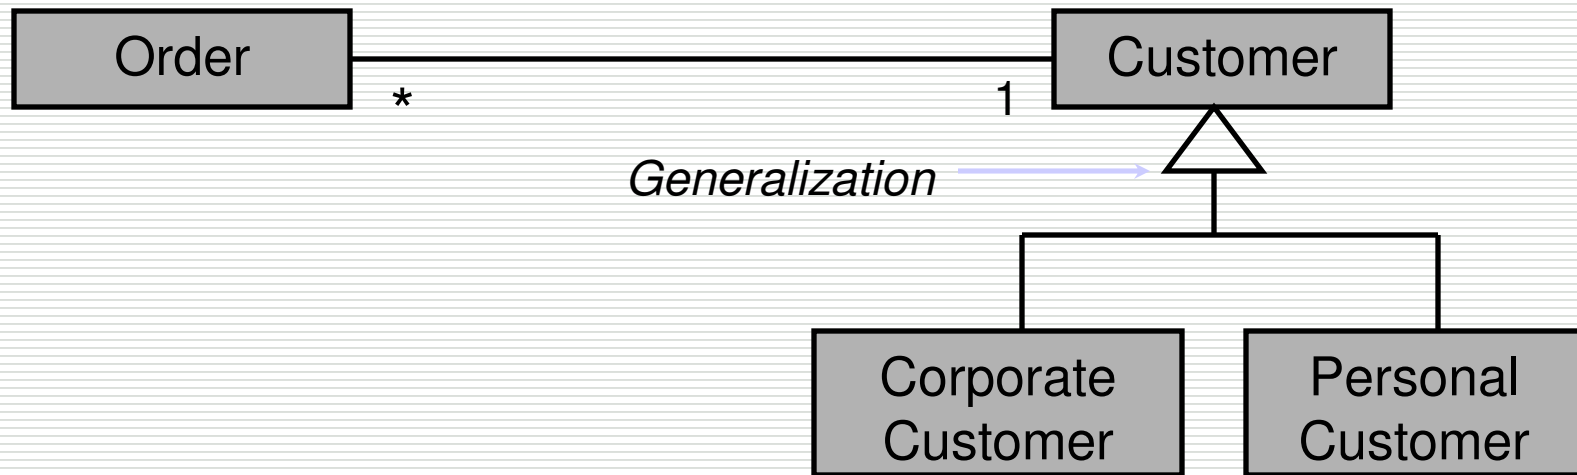 Order
Customer
*
1
Generalization
Corporate
Customer
Personal
Customer